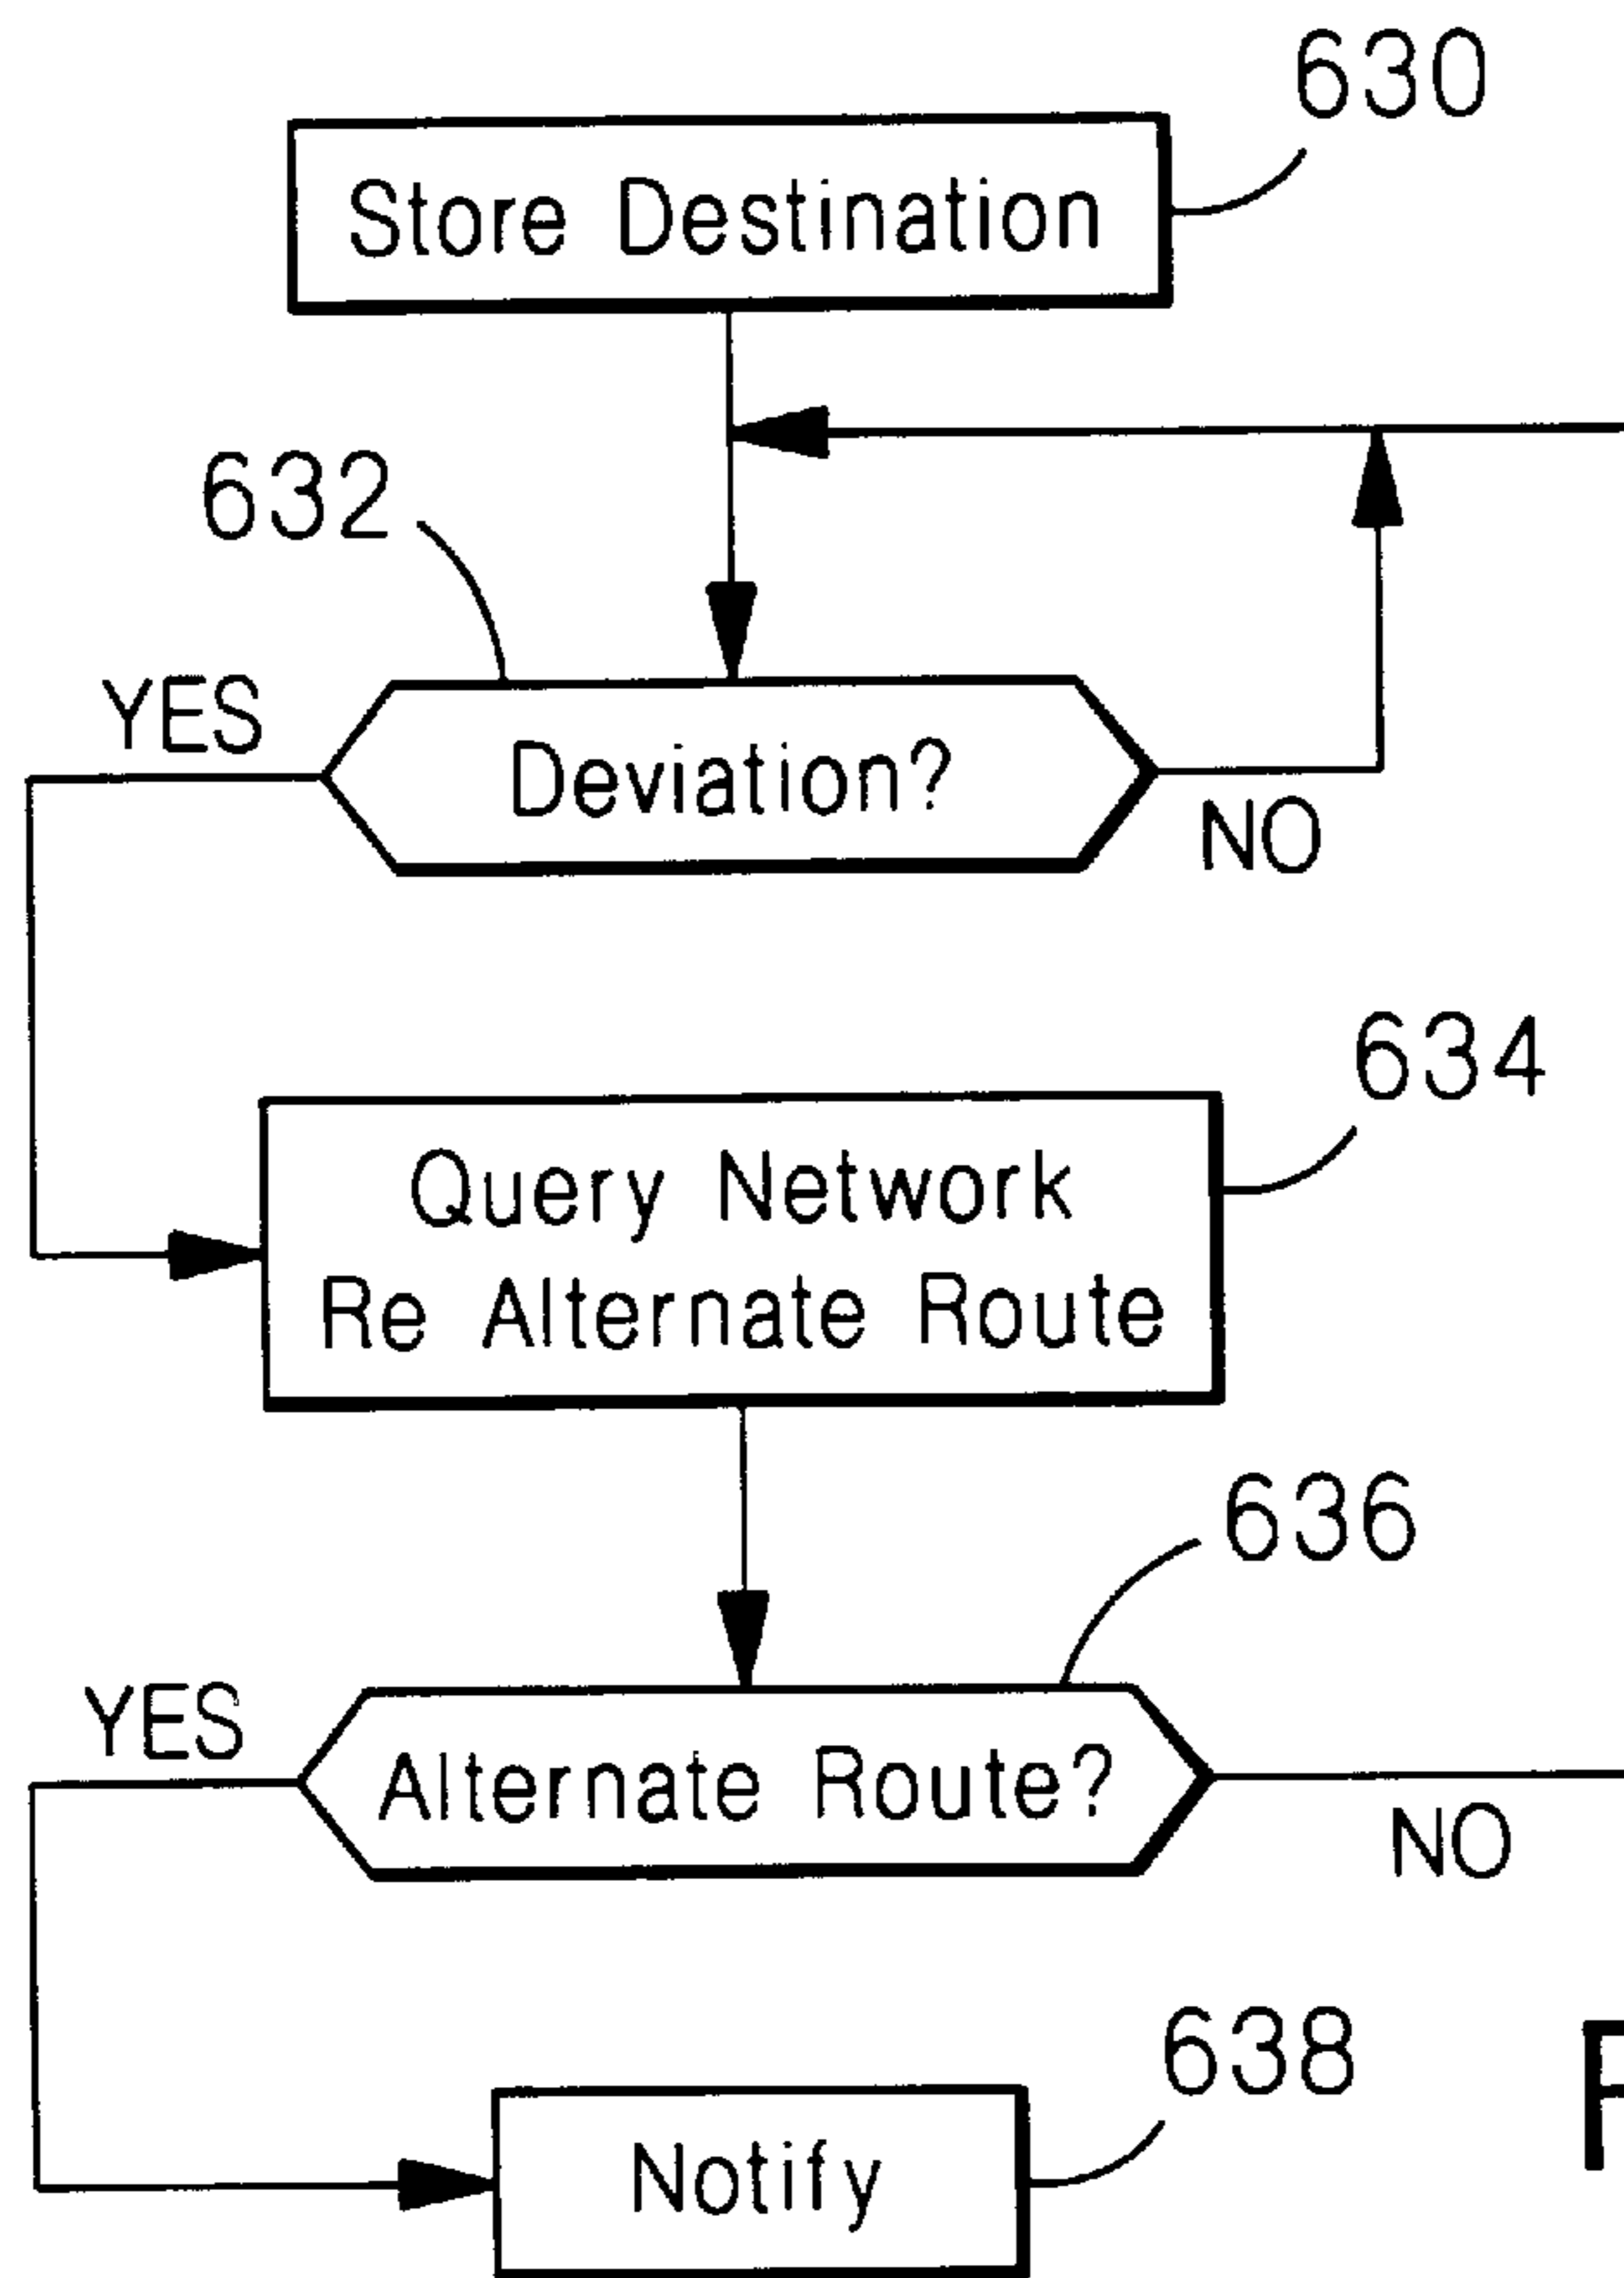 630
Store Destination
632
YES
Deviation?
NO
634
Query Network
Re Alternate Route
636
YES
Alternate Route?
NO
638
Notify